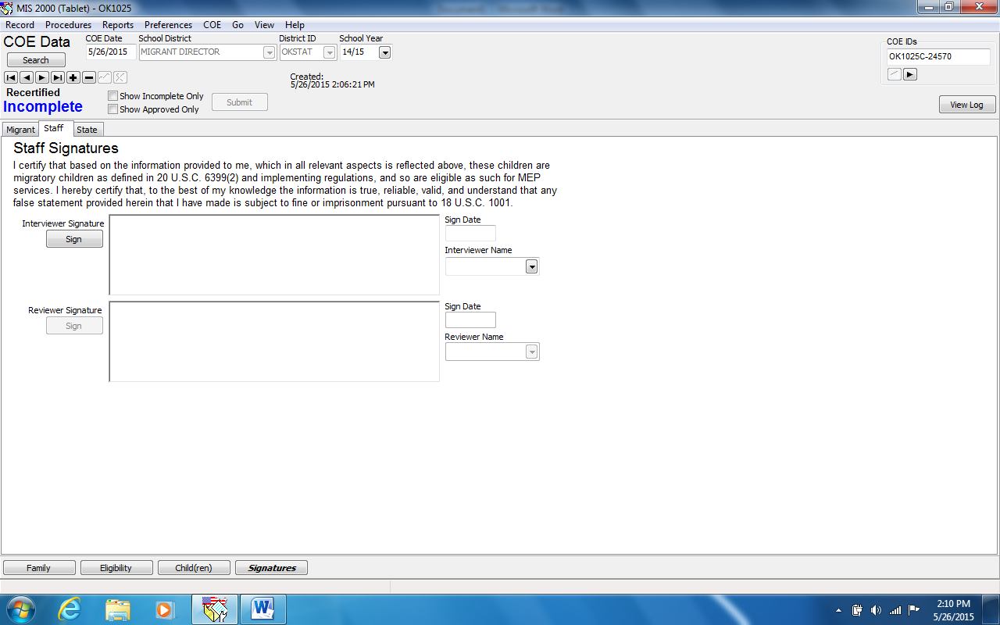 MIS 2000 (Tablet) - OK1025
Record Procedures Reports Preferences COE Go View Help
COE Data
COE Date School District District ID School Year
5/26/2015 MIGRANT DIRECTOR OKSTAT 14/15
Search
Created:
5/26/2015 2:06:21 PM
COE IDs
OK1025C-24570
Recertified
Incomplete
Show Incomplete Only
Show Approved Only
Submit
View Log
Migrant Staff State
Staff Signatures
I certify that based on the information provided to me, which in all relevant aspects is reflected above, these children are
migratory children as defined in 20 U.S.C. 6399(2) and implementing regulations, and so are eligible as such for MEP
services. I hereby certify that, to the best of my knowledge the information is true, reliable, valid, and understand that any
false statement provided herein that I have made is subject to fine or imprisonment pursuant to 18 U.S.C. 1001.
Interviewer Signature
Sign
Sign Date
Interviewer Name
Reviewer Signature
Sign
Sign Date
Reviewer Name
Family Eligibility Child(ren) Signatures
2:10 PM
5/26/2015